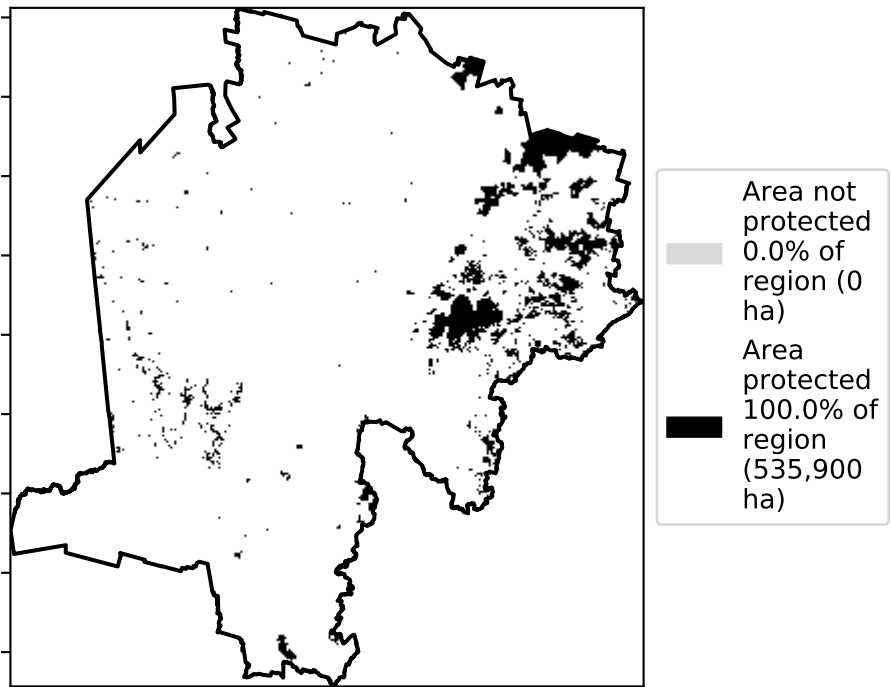 Area not
protected
0.0% of
region (0
ha)
Area
protected
100.0% of
region
(535,900
ha)